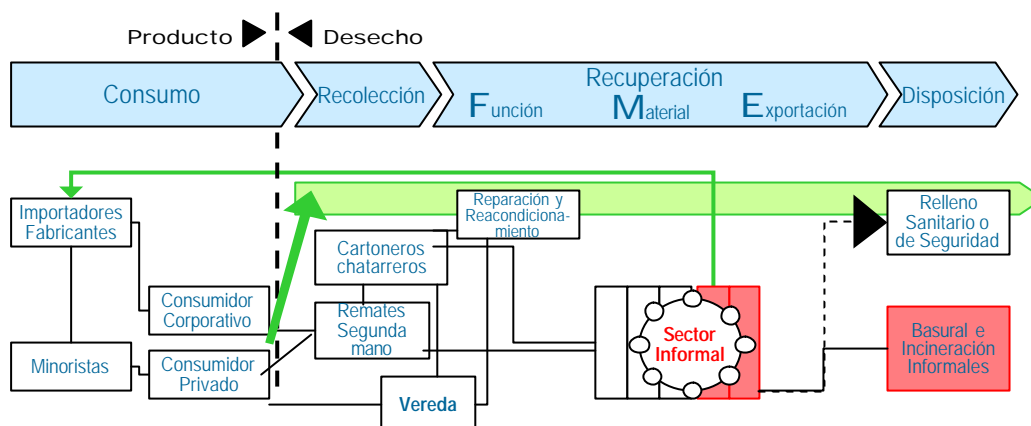 Producto Desecho
Consumo
Recolección
Recuperación
Función Material Exportación
Disposición
Importadores
Fabricantes
Minoristas
Consumidor
Corporativo
Consumidor
Privado
Cartoneros
chatarreros
Remates
Segunda
mano
Vereda
Reparación y
Reacondiciona-
miento
Sector
Informal
Relleno
Sanitario o
de Seguridad
Basural e
Incineración
Informales